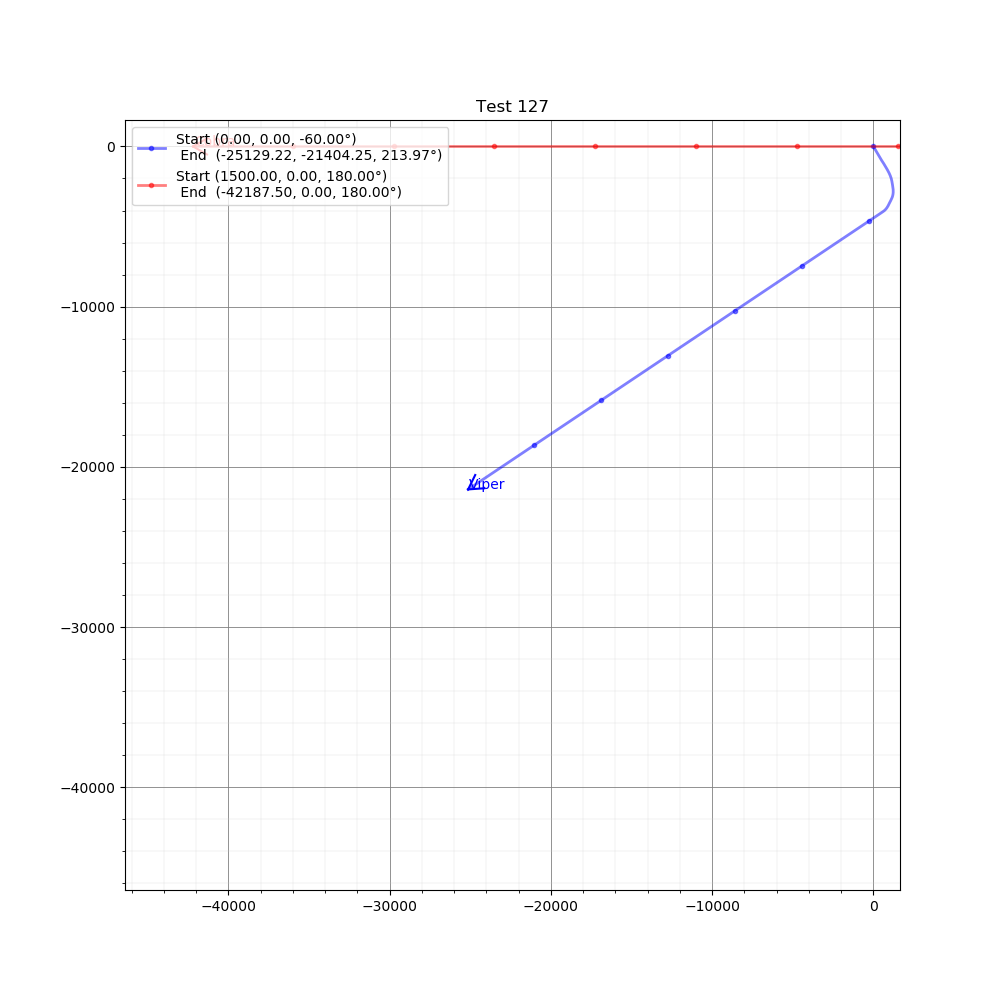 Test 127
Start (0.00, 0.00, -60.00°)
End (-25129.22, -21404.25, 213.97°)
Start (1500.00, 0.00, 180.00°)
End (-42187.50, 0.00, 180.00°)
0
−10000
−20000
−30000
−40000
Viper
−40000
−30000
−20000
−10000
0